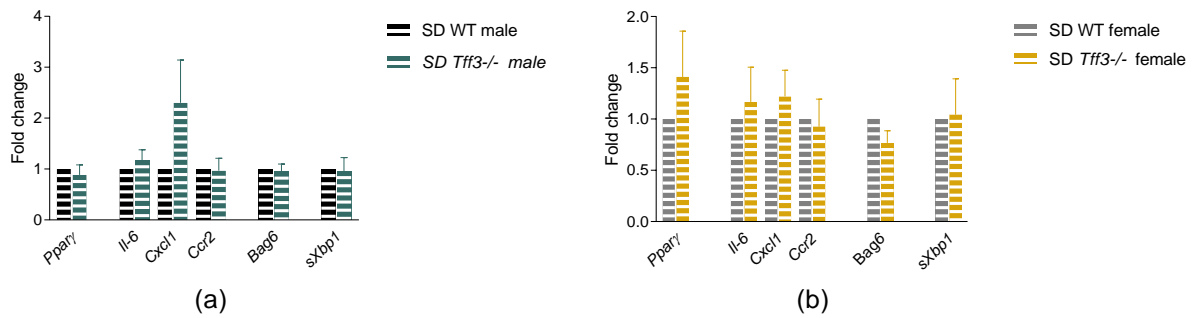 Fold change
4
3
2
1
0
Pparγ
Il-6
Cxcl1
Ccr2
Bag6
sXbp1
SD WT male
SD Tff3-/- male
(a)
Fold change
2.0
1.5
1.0
0.5
0.0
Pparγ
Il-6
Cxcl1
Ccr2
Bag6
sXbp1
SD WT female
SD Tff3-/- female
(b)